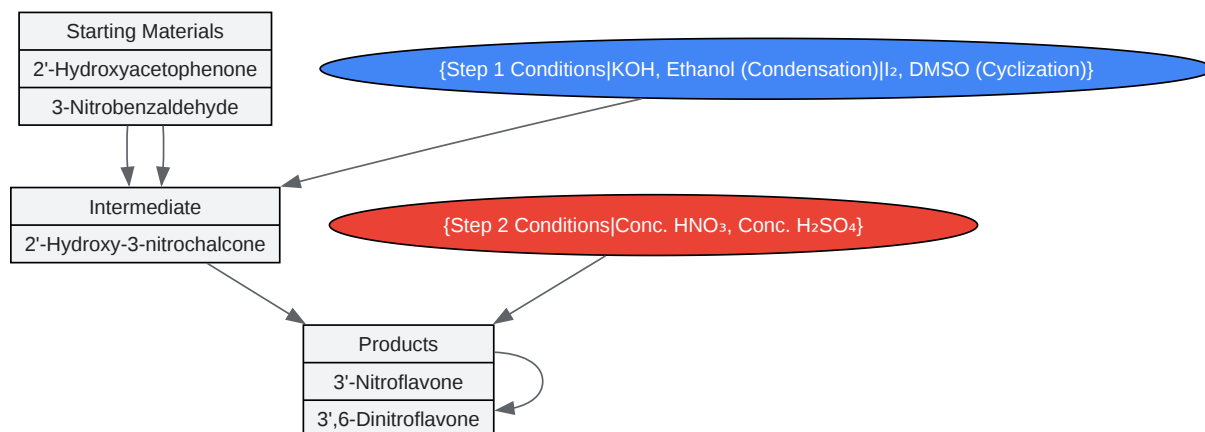 Starting Materials
2'-Hydroxyacetophenone
3-Nitrobenzaldehyde
{Step 1 Conditions|KOH, Ethanol (Condensation)|I₂, DMSO (Cyclization)}
Intermediate
2'-Hydroxy-3-nitrochalcone
{Step 2 Conditions|Conc. HNO₃, Conc. H₂SO₄}
Products
3'-Nitroflavone
3',6-Dinitroflavone